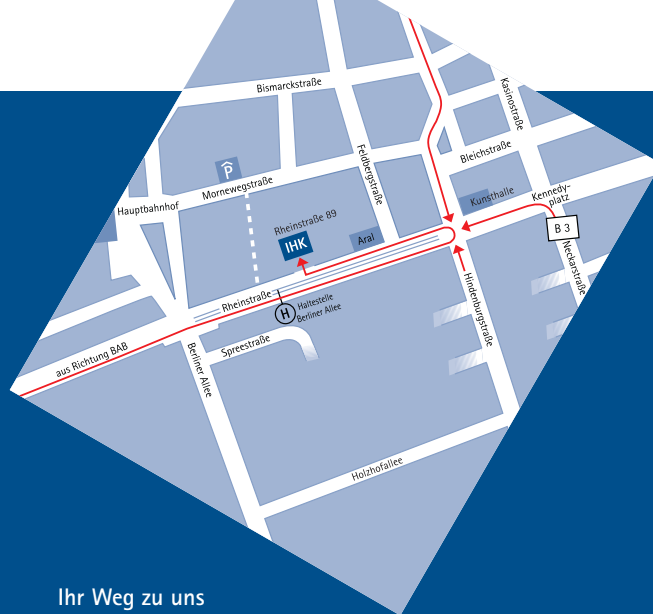 Bismarckstraße
Kasinostraße
Feldbergstraße
Bleichstraße
P
Mornewegstraße
Hauptbahnhof
Kunsthalle
Kennedy-
platz
B 3
Rheinstraße 89
IHK
Aral
Neckarstraße
Rheinstraße
H
Haltestelle
Berliner Allee
Hindenburgstraße
Spreestraße
aus Richtung BAB
Berliner Allee
Holzhofallee
Ihr Weg zu uns